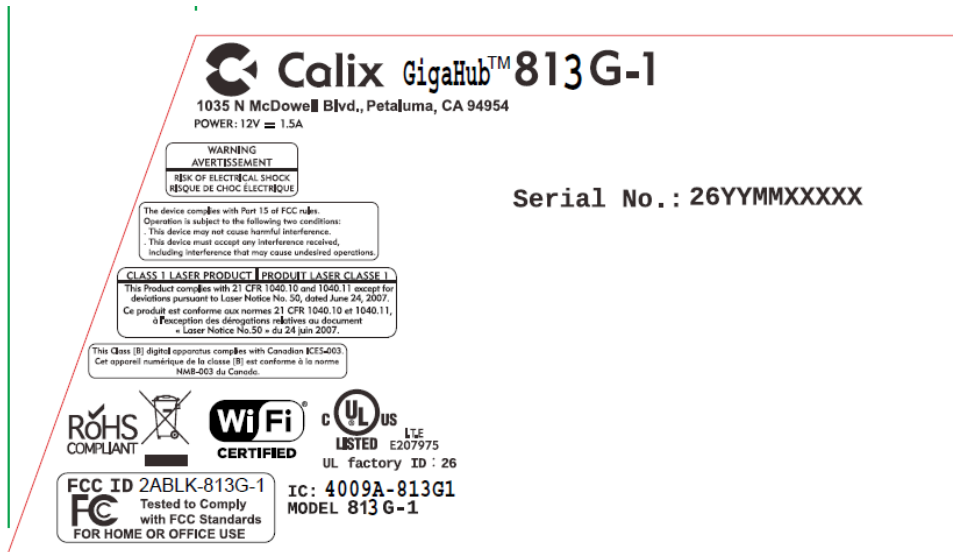 Calix GigaHub™ 813G-1
1035 N McDowell Blvd., Petaluma, CA 94954
POWER: 12V ⎓ 1.5A
WARNING
AVERTISSEMENT
RISK OF ELECTRICAL SHOCK
RISQUE DE CHOC ÉLECTRIQUE
Serial No.: 26YYMMXXXXX
The device complies with Part 15 of FCC rules.
Operation is subject to the following two conditions:
. This device may not cause harmful interference.
. This device must accept any interference received,
including interference that may cause undesired operations.
CLASS 1 LASER PRODUCT PRODUIT LASER CLASSE 1
This Product complies with 21 CFR 1040.10 and 1040.11 except for
deviations pursuant to Laser Notice No. 50, dated June 24, 2007.
Ce produit est conforme aux normes 21 CFR 1040.10 et 1040.11,
à l'exception des dérogations relatives au document
« Laser Notice No.50 » du 24 juin 2007.
This Class [B] digital apparatus complies with Canadian ICES-003.
Cet appareil numérique de la classe [B] est conforme à la norme
NMB-003 du Canada.
RoHS
COMPLIANT
Wi Fi ®
CERTIFIED
C UL US
LISTED
I.T.E
E207975
UL factory ID : 26
FCC ID 2ABLK-813G-1
FC Tested to Comply
with FCC Standards
FOR HOME OR OFFICE USE
IC: 4009A-813G1
MODEL 813G-1